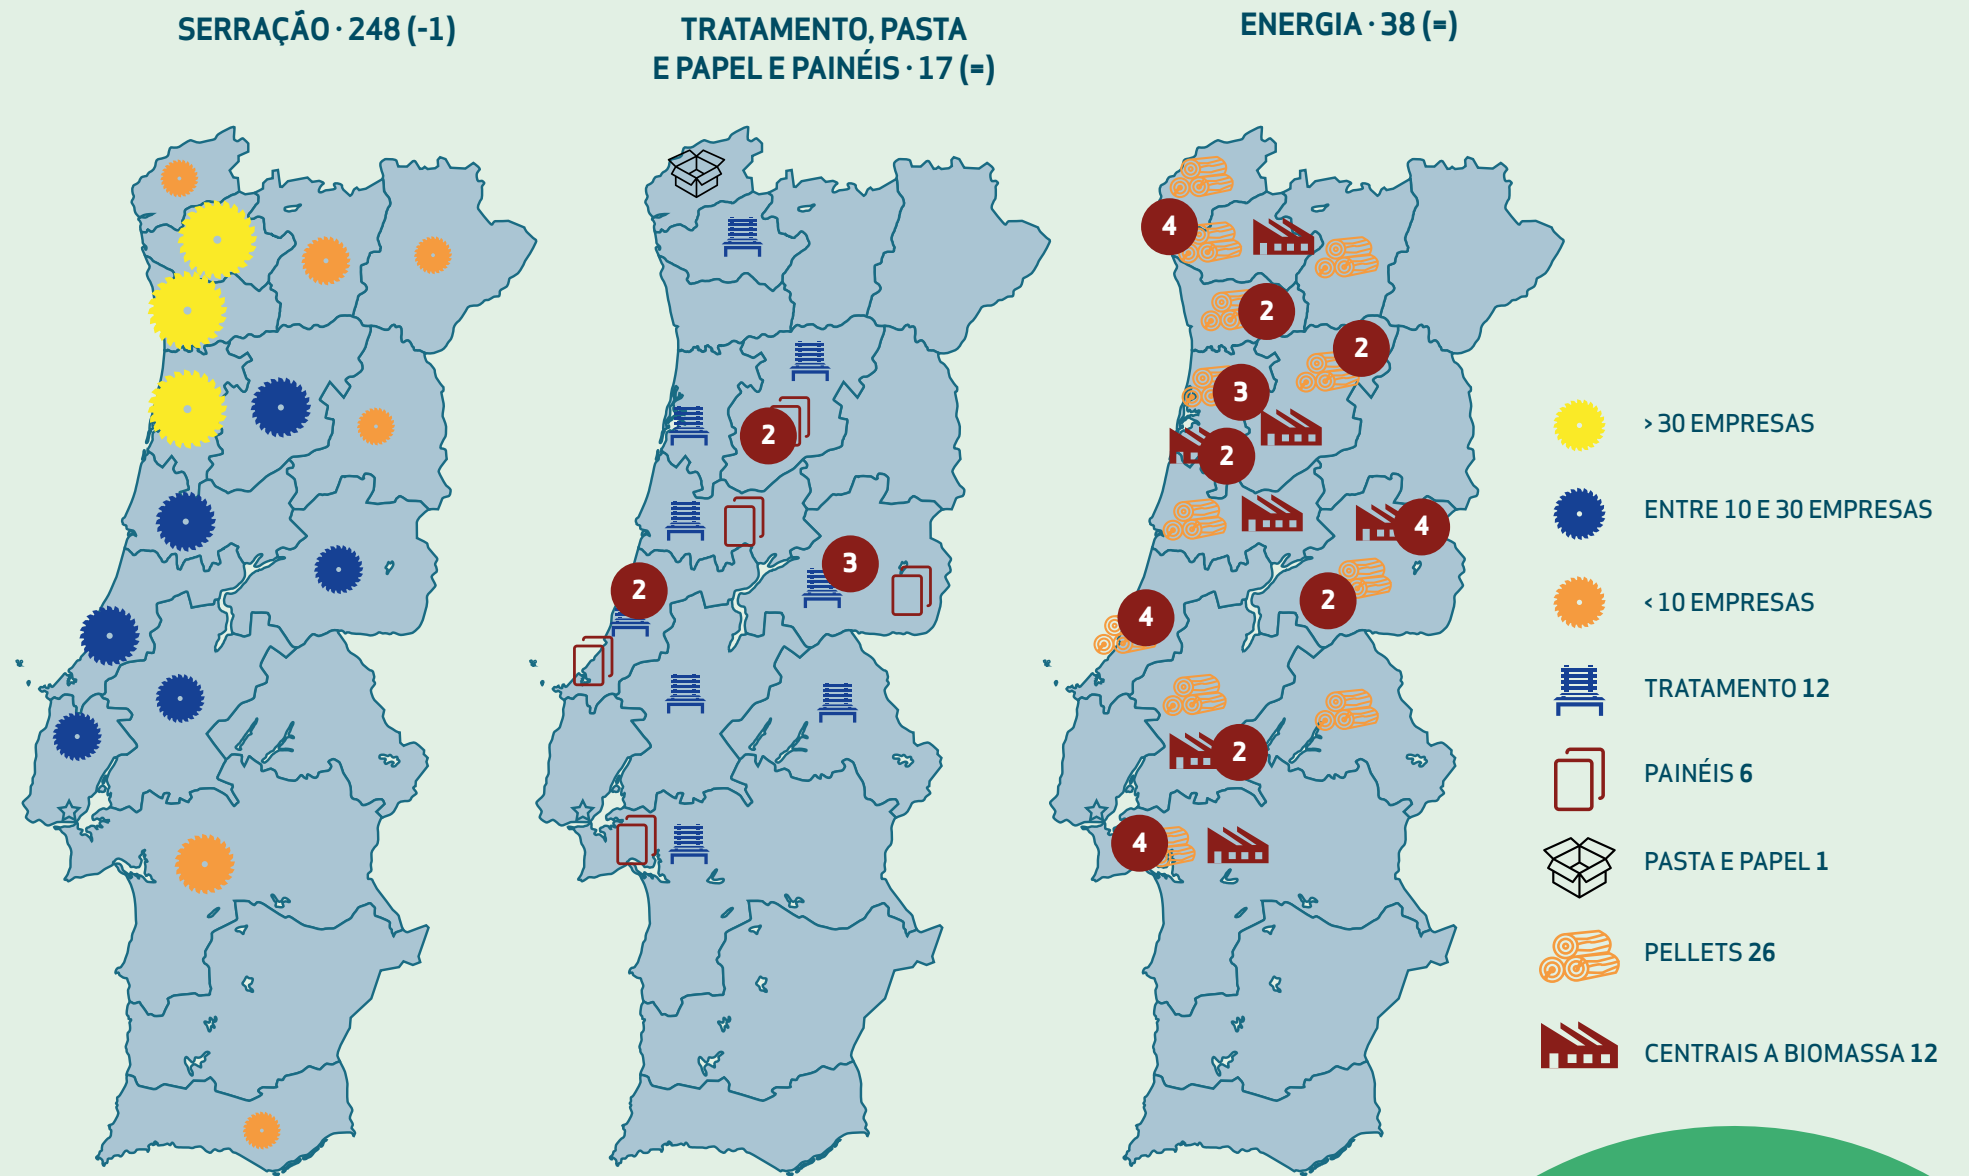 SERRAÇÃO · 248 (-1)
TRATAMENTO, PASTA
E PAPEL E PAINÉIS · 17 (=)
ENERGIA · 38 (=)
2
3
2
4
2
2
3
2
4
2
4
2
4
> 30 EMPRESAS
ENTRE 10 E 30 EMPRESAS
< 10 EMPRESAS
TRATAMENTO 12
PAINÉIS 6
PASTA E PAPEL 1
PELLETS 26
CENTRAIS A BIOMASSA 12